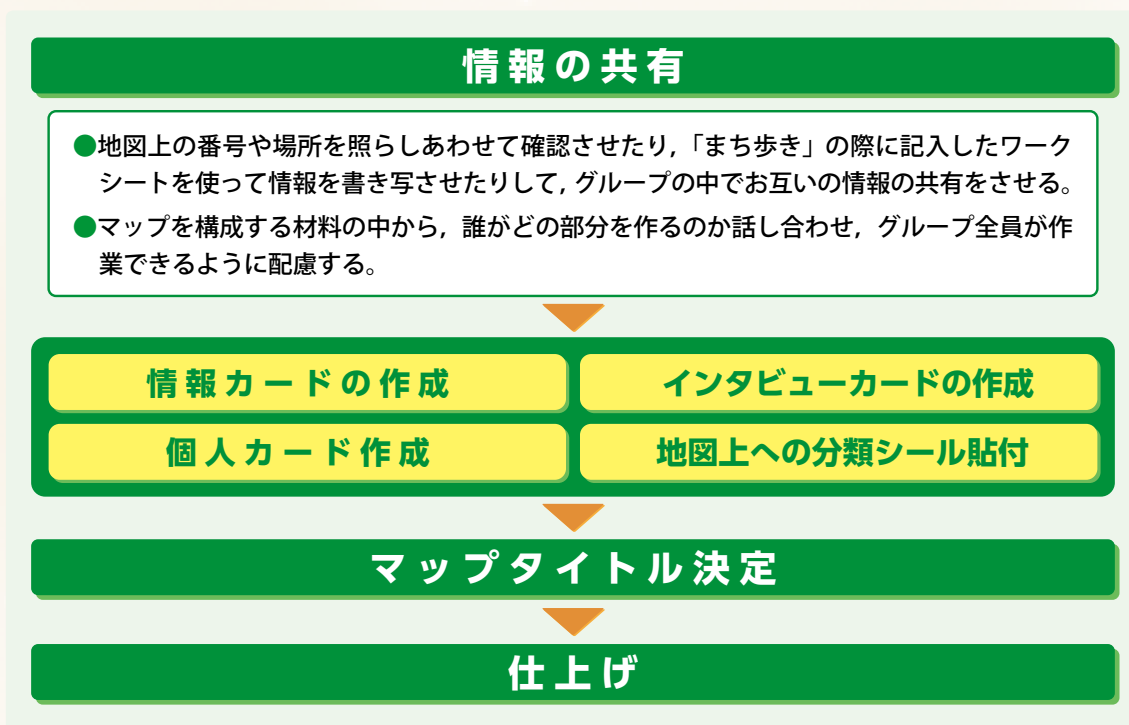 情報の共有
●地図上の番号や場所を照らしあわせて確認させたり，「まち歩き」の際に記入したワーク
シートを使って情報を書き写させたりして，グループの中でお互いの情報の共有をさせる。
●マップを構成する材料の中から，誰がどの部分を作るのか話し合わせ，グループ全員が作
業できるように配慮する。
情報カードの作成
インタビューカードの作成
個人カード作成
地図上への分類シール貼付
マップタイトル決定
仕上げ